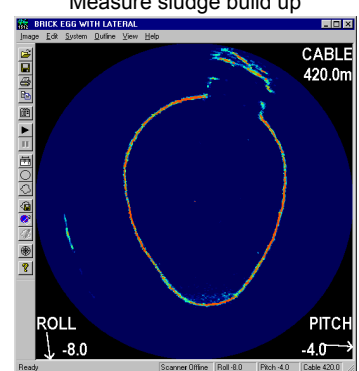 Measure sludge build up
BRICK EGG WITH LATERAL
Image Edit System Outline View Help
CABLE
420.0m
ROLL
-8.0
PITCH
-4.0
Ready Scanner Offline Roll -8.0 Pitch -4.0 Cable 420.0